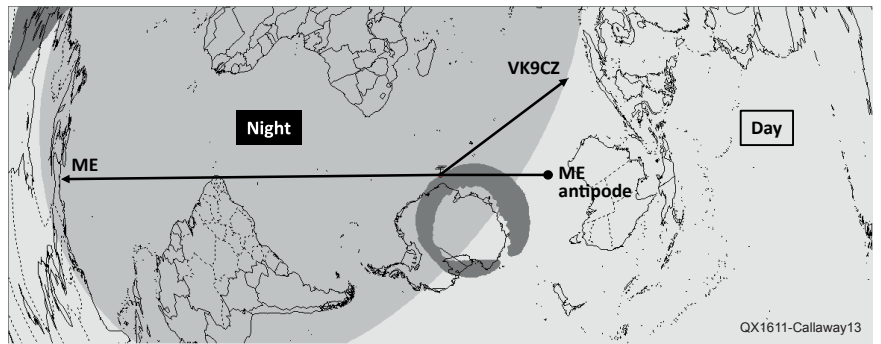 VK9CZ
Night
Day
ME
ME
antipode
QX1611-Callaway13